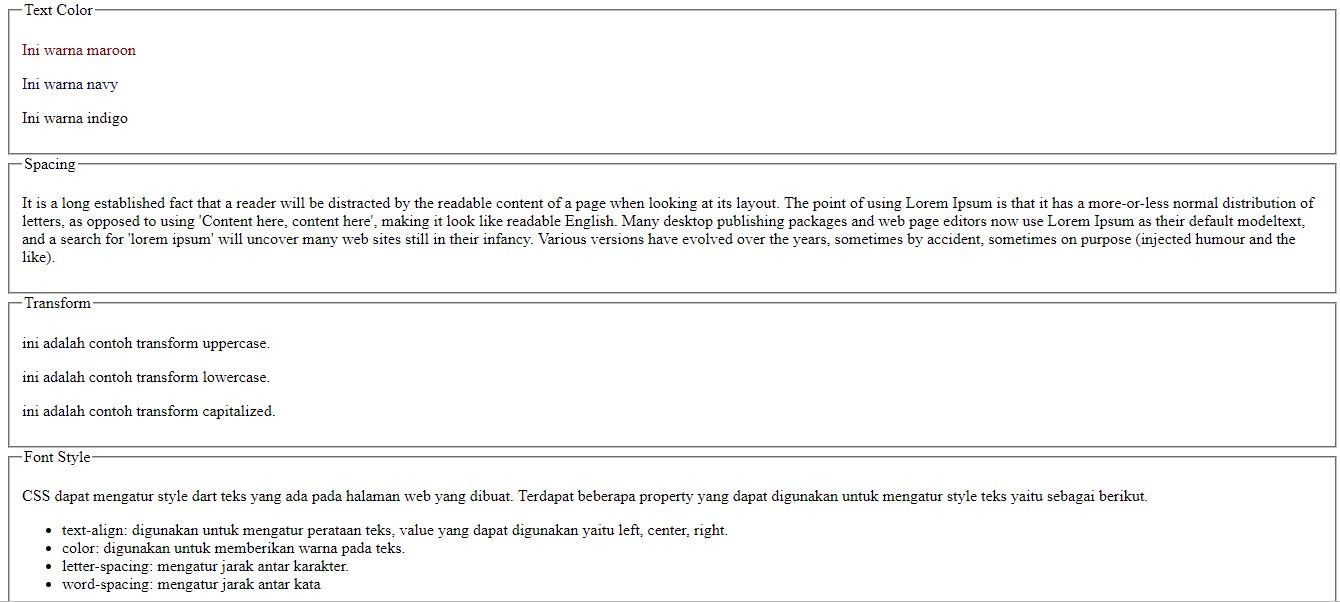 Text Color
Ini warna maroon
Ini warna navy
Ini warna indigo
Spacing
It is a long established fact that a reader will be distracted by the readable content of a page when looking at its layout. The point of using Lorem Ipsum is that it has a more-or-less normal distribution of
letters, as opposed to using 'Content here, content here', making it look like readable English. Many desktop publishing packages and web page editors now use Lorem Ipsum as their default modeltext,
and a search for 'lorem ipsum' will uncover many web sites still in their infancy. Various versions have evolved over the years, sometimes by accident, sometimes on purpose (injected humour and the
like).
Transform
ini adalah contoh transform uppercase.
ini adalah contoh transform lowercase.
ini adalah contoh transform capitalized.
Font Style
CSS dapat mengatur style dart teks yang ada pada halaman web yang dibuat. Terdapat beberapa property yang dapat digunakan untuk mengatur style teks yaitu sebagai berikut.
• text-align: digunakan untuk mengatur perataan teks, value yang dapat digunakan yaitu left, center, right.
• color: digunakan untuk memberikan warna pada teks.
• letter-spacing: mengatur jarak antar karakter.
• word-spacing: mengatur jarak antar kata